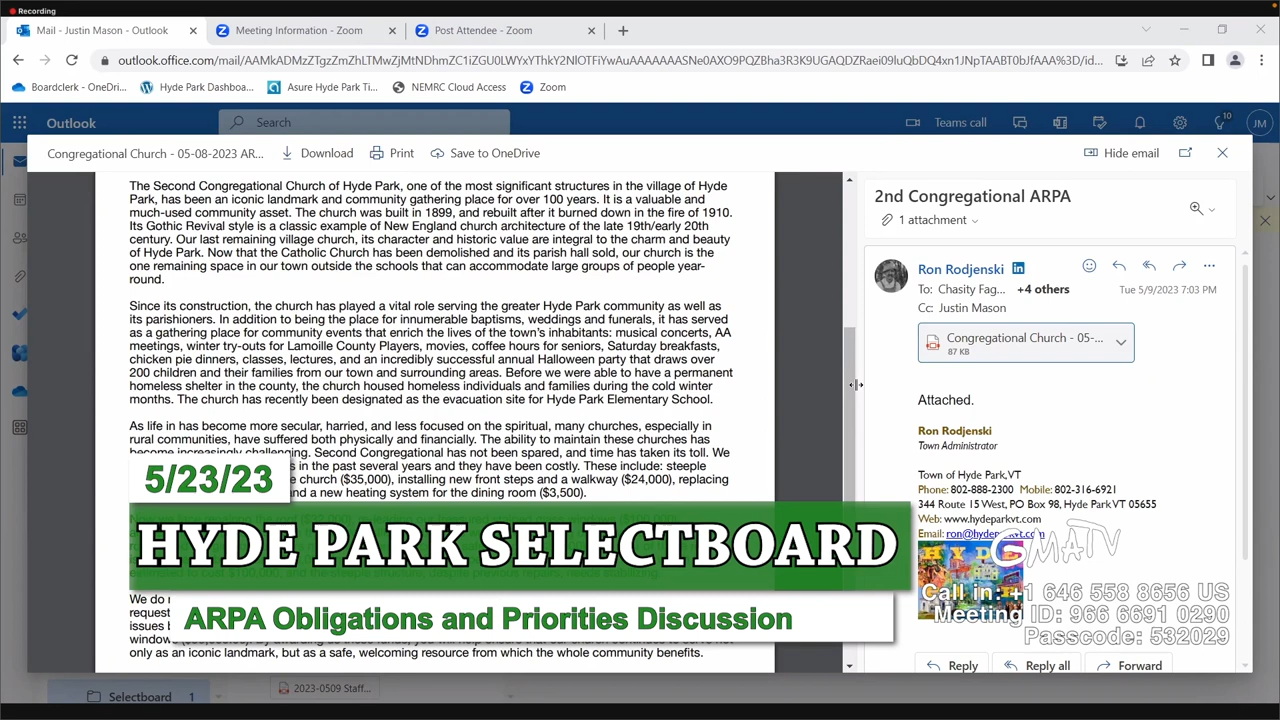 Recording
Mail - Justin Mason - Outlook
Meeting Information - Zoom
Post Attendee - Zoom
outlook.office.com/mail/
Boardclerk - OneDri...
Hyde Park Dashboa...
Asure Hyde Park Ti...
NEMRC Cloud Access
Zoom
Outlook
Search
Teams call
10
JM
Congregational Church - 05-08-2023 AR...
Download
Print
Save to OneDrive
Hide email
The Second Congregational Church of Hyde Park, one of the most significant structures in the village of Hyde
Park, has been an iconic landmark and community gathering place for over 100 years. It is a valuable and
much-used community asset. The church was built in 1899, and rebuilt after it burned down in the fire of 1910.
Its Gothic Revival style is a classic example of New England church architecture of the late 19th/early 20th
century. Our last remaining village church, its character and historic value are integral to the charm and beauty
of Hyde Park. Now that the Catholic Church has been demolished and its parish hall sold, our church is the
one remaining space in our town outside the schools that can accommodate large groups of people year-
round.
Since its construction, the church has played a vital role serving the greater Hyde Park community as well as
its parishioners. In addition to being the place for innumerable baptisms, weddings and funerals, it has served
as a gathering place for community events that enrich the lives of the town's inhabitants: musical concerts, AA
meetings, winter try-outs for Lamoille County Players, movies, coffee hours for seniors, Saturday breakfasts,
chicken pie dinners, classes, lectures, and an incredibly successful annual Halloween party that draws over
200 children and their families from our town and surrounding areas. Before we were able to have a permanent
homeless shelter in the county, the church housed homeless individuals and families during the cold winter
months. The church has recently been designated as the evacuation site for Hyde Park Elementary School.
As life in has become more secular, harried, and less focused on the spiritual, many churches, especially in
rural communities, have suffered both physically and financially. The ability to maintain these churches has
become increasingly challenging. Second Congregational has not been spared, and time has taken its toll. We
s in the past several years and they have been costly. These include: steeple
e church ($35,000), installing new front steps and a walkway ($24,000), replacing
and a new heating system for the dining room ($3,500).
We do
request
issues
window
only as an iconic landmark, but as a safe, welcoming resource from which the whole community benefits.
5/23/23
HYDE PARK SELECTBOARD
ARPA Obligations and Priorities Discussion
2nd Congregational ARPA
1 attachment
Ron Rodjenski
To: Chasity Fag... +4 others
Tue 5/9/2023 7:03 PM
Cc: Justin Mason
Congregational Church - 05-...
87 KB
Attached.
Ron Rodjenski
Town Administrator
Town of Hyde Park,VT
Phone: 802-888-2300 Mobile: 802-316-6921
344 Route 15 West, PO Box 98, Hyde Park VT 05655
Web: www.hydeparkvt.com
Email: ron@hydeparkvt.com
HYDE
GMATV
Call in: +1 646 558 8656 US
Meeting ID: 966 6691 0290
Passcode: 532029
Reply
Reply all
Forward
Selectboard 1
2023-0509 Staff...